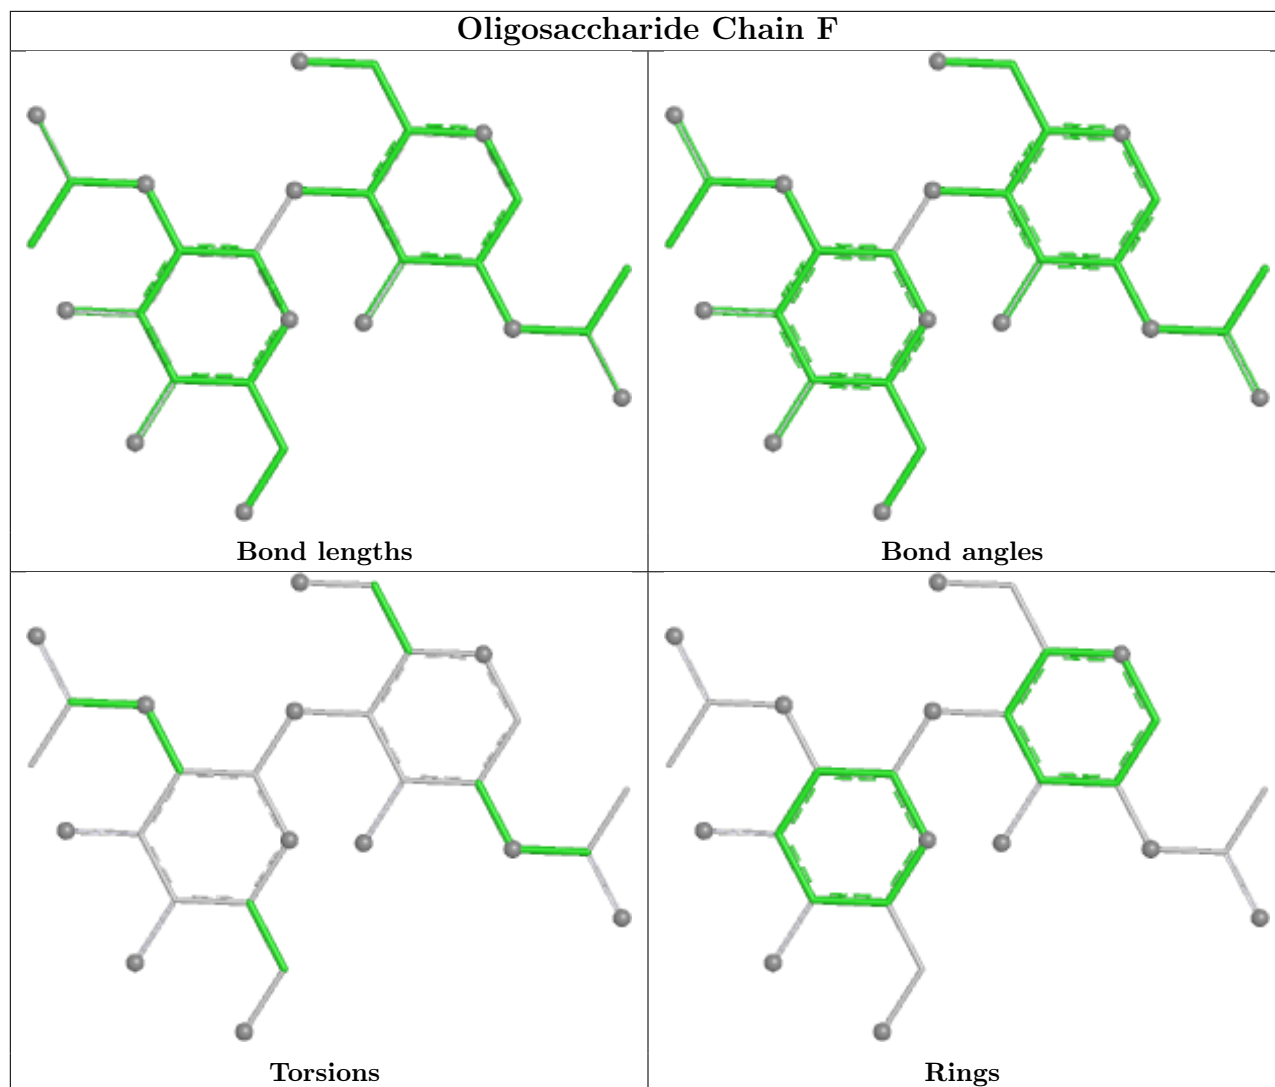 Oligosaccharide Chain F
Bond lengths
Bond angles
Torsions
Rings